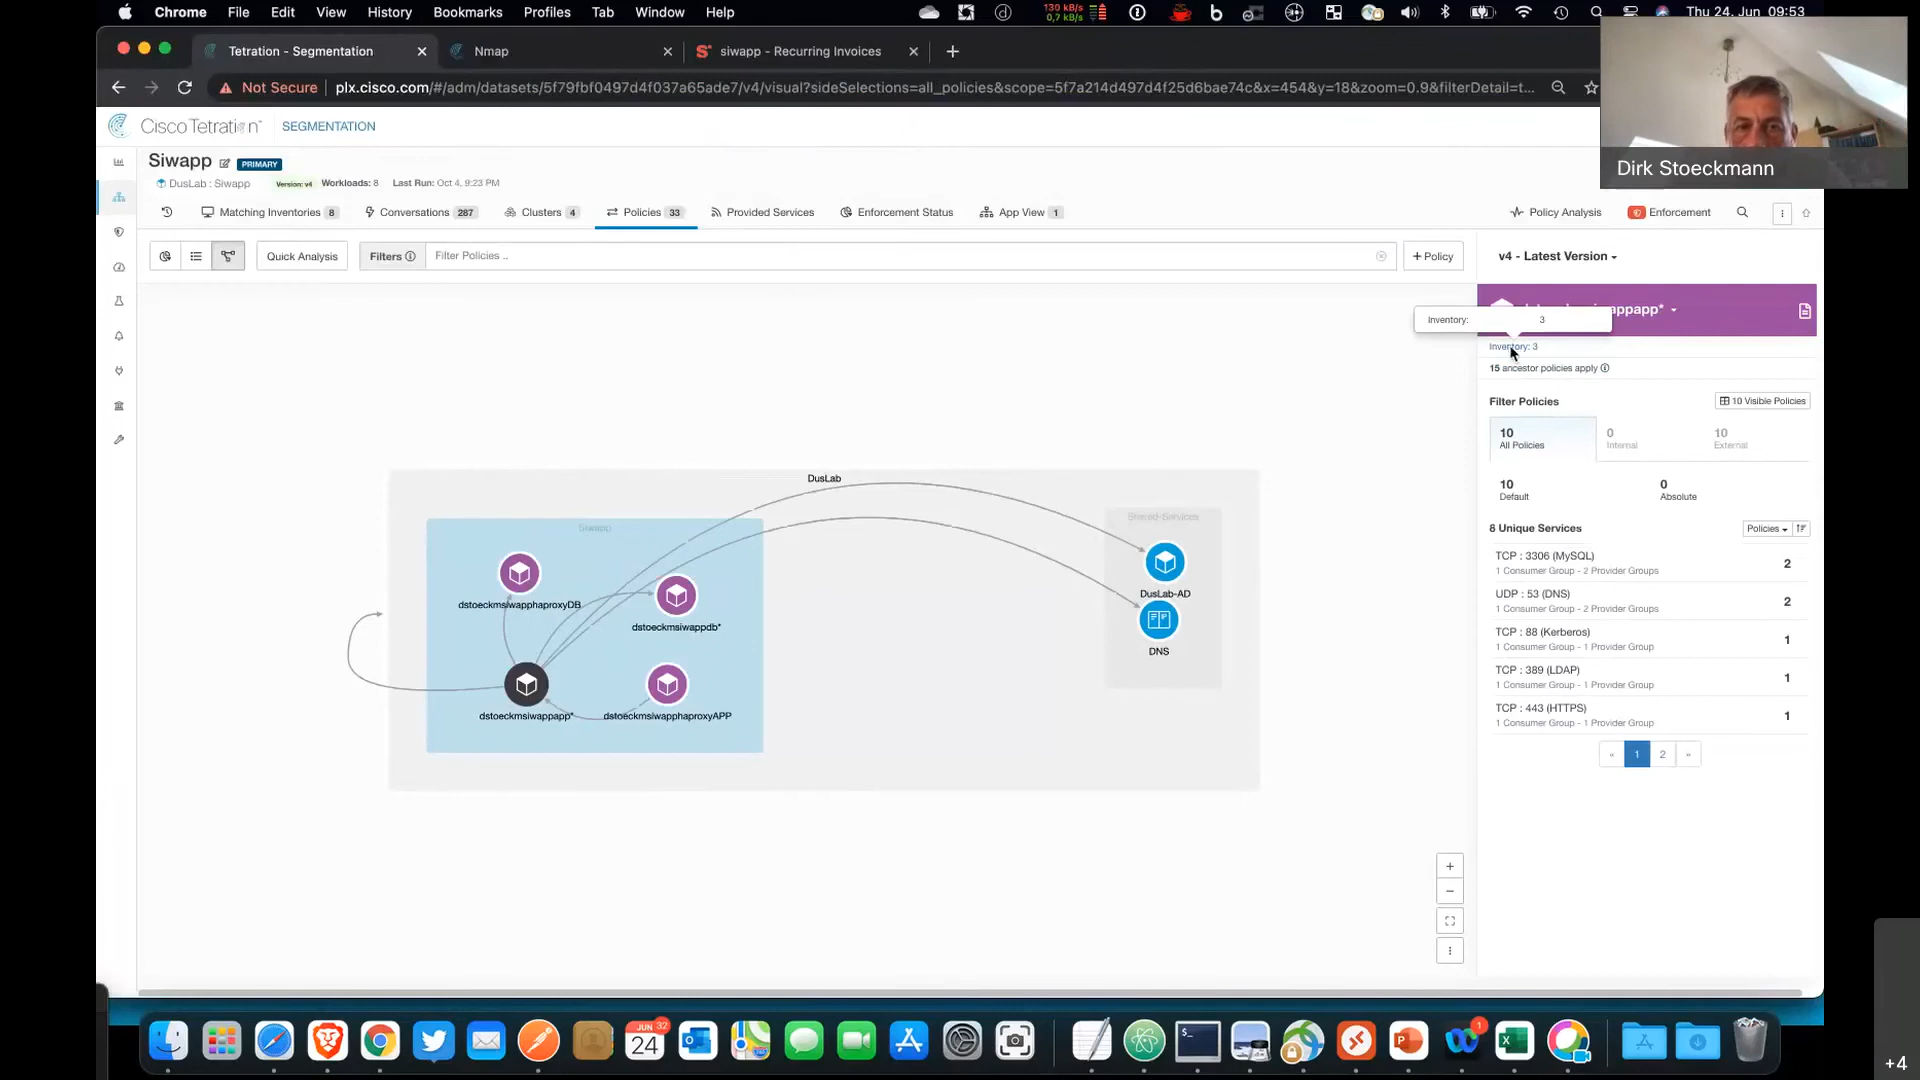 Chrome File Edit View History Bookmarks Profiles Tab Window Help
130 kB/s
0,7 kB/s
Thu 24. Jun 09:53
Tetration - Segmentation
Nmap
siwapp - Recurring Invoices
Not Secure
plx.cisco.com/#/adm/datasets/5f79fbf0497d4f037a65ade7/v4/visual?sideSelections=all_policies&scope=5f7a214d497d4f25d6bae74c&x=454&y=18&zoom=0.9&filterDetail=t...
Dirk Stoeckmann
Cisco Tetration SEGMENTATION
Siwapp PRIMARY
DusLab : Siwapp Version: v4 Workloads: 8 Last Run: Oct 4, 9:23 PM
Matching Inventories 8 Conversations 287 Clusters 4 Policies 33 Provided Services Enforcement Status App View 1 Policy Analysis Enforcement
Quick Analysis Filters Filter Policies .. + Policy
v4 - Latest Version
appapp*
Inventory: 3
Inventory: 3
15 ancestor policies apply
Filter Policies 10 Visible Policies
10 0 10
All Policies Internal External
10 0
Default Absolute
8 Unique Services Policies
TCP : 3306 (MySQL) 2
1 Consumer Group - 2 Provider Groups
UDP : 53 (DNS) 2
1 Consumer Group - 2 Provider Groups
TCP : 88 (Kerberos) 1
1 Consumer Group - 1 Provider Group
TCP : 389 (LDAP) 1
1 Consumer Group - 1 Provider Group
TCP : 443 (HTTPS) 1
1 Consumer Group - 1 Provider Group
« 1 2 »
DusLab
Siwapp
Shared-Services
dstoeckmsiwapphaproxyDB
dstoeckmsiwappdb*
dstoeckmsiwappapp*
dstoeckmsiwapphaproxyAPP
DusLab-AD
DNS
JUN 32
24
1
+4